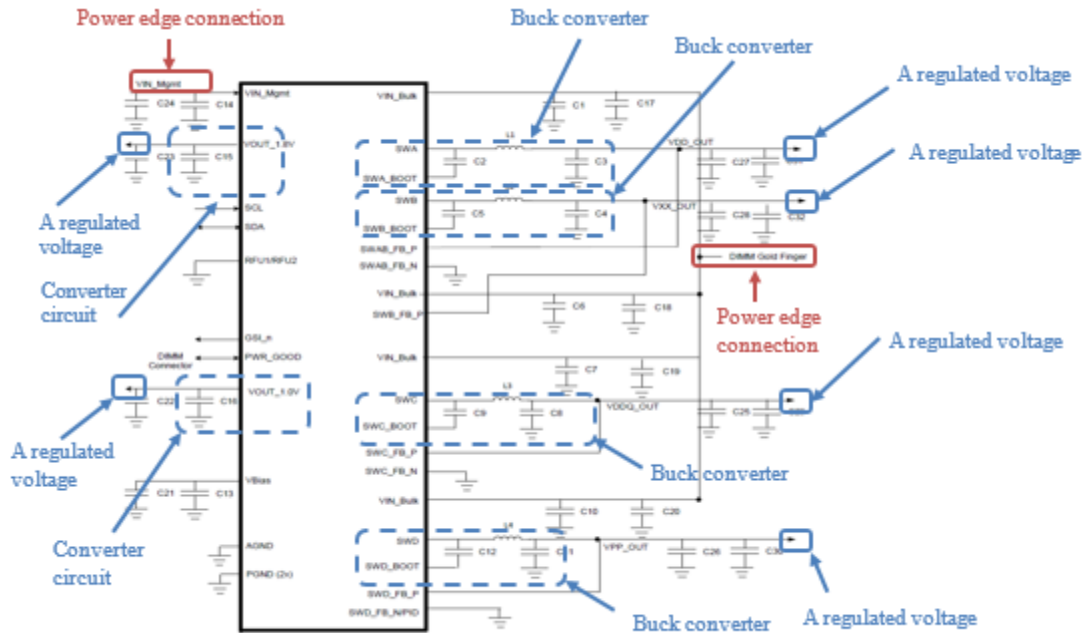 Power edge connection
Buck converter
Buck converter
A regulated voltage
A regulated voltage
VIN_Mgmt
VIN_Mgmt
C24
C14
VOUT_1.8V
C23
C15
A regulated
voltage
SCL
SDA
RFU1/RFU2
Converter
circuit
GSI_n
DIMM
Connector
PWR_GOOD
VOUT_1.0V
C22
C16
A regulated
voltage
VBias
C21
C13
Converter
circuit
AGND
PGND (2x)
VIN_Bulk
C1
C17
SWA
L1
VDD_OUT
C2
C3
C27
SWA_BOOT
SWB
VXX_OUT
C5
C4
C28
C32
SWB_BOOT
SWAB_FB_P
DIMM Gold Finger
SWAB_FB_N
VIN_Bulk
C6
C18
SWB_FB_P
Power edge
connection
A regulated voltage
VIN_Bulk
C7
C19
SWC
L3
VDDQ_OUT
C9
C8
C25
SWC_BOOT
SWC_FB_P
SWC_FB_N
Buck converter
VIN_Bulk
C10
C20
SWD
L4
VPP_OUT
C12
C26
C30
SWD_BOOT
SWD_FB_P
SWD_FB_N/PID
Buck converter
A regulated voltage